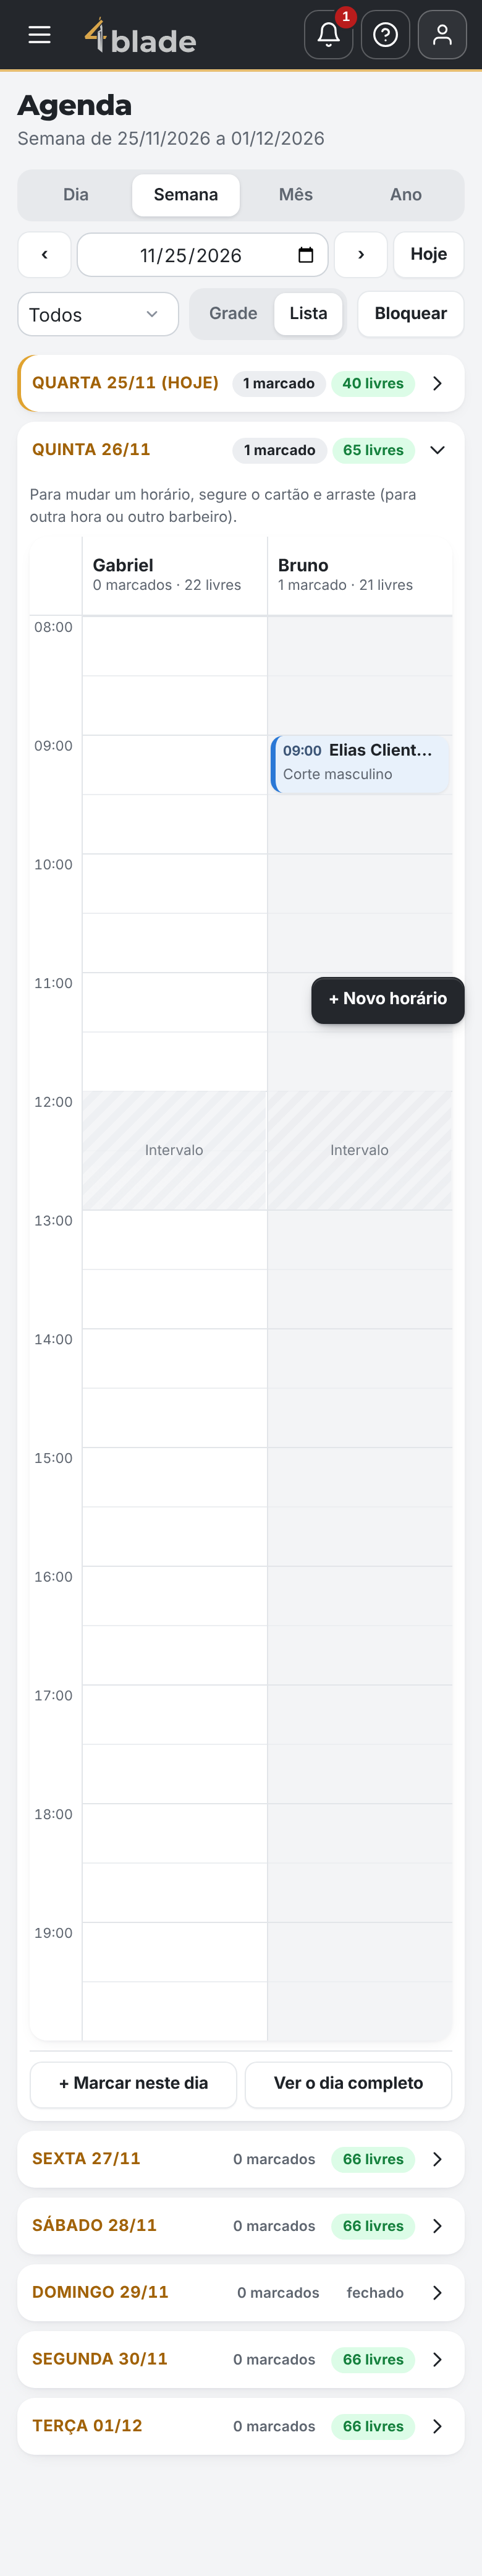 4blade
1
Agenda
Semana de 25/11/2026 a 01/12/2026
Dia Semana Mês Ano
‹ 11/25/2026 › Hoje
Todos Grade Lista Bloquear
QUARTA 25/11 (HOJE) 1 marcado 40 livres
QUINTA 26/11 1 marcado 65 livres
Para mudar um horário, segure o cartão e arraste (para
outra hora ou outro barbeiro).
Gabriel Bruno
0 marcados · 22 livres 1 marcado · 21 livres
08:00
09:00 09:00 Elias Client...
Corte masculino
10:00
11:00
+ Novo horário
12:00
Intervalo Intervalo
13:00
14:00
15:00
16:00
17:00
18:00
19:00
+ Marcar neste dia Ver o dia completo
SEXTA 27/11 0 marcados 66 livres
SÁBADO 28/11 0 marcados 66 livres
DOMINGO 29/11 0 marcados fechado
SEGUNDA 30/11 0 marcados 66 livres
TERÇA 01/12 0 marcados 66 livres